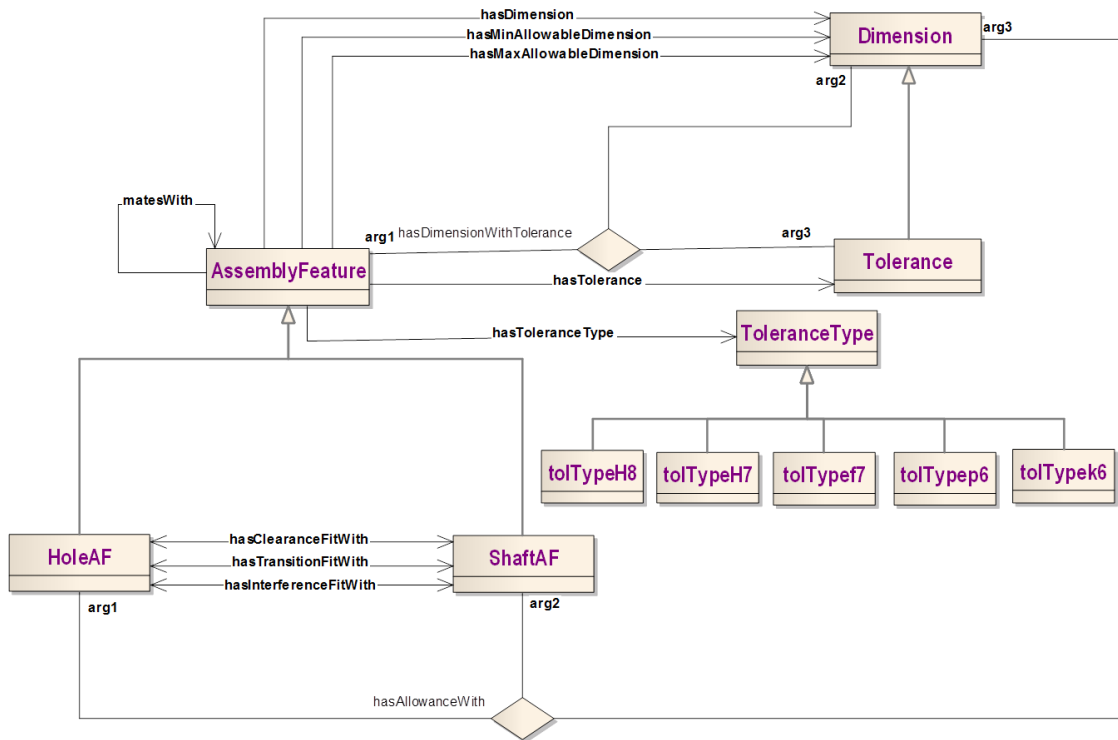 hasDimension
arg3
Dimension
hasMinAllowableDimension
hasMaxAllowableDimension
arg2
matesWith
arg1
hasDimensionWithTolerance
arg3
AssemblyFeature
Tolerance
hasTolerance
hasToleranceType
ToleranceType
tolTypeH8
tolTypeH7
tolTypef7
tolTypep6
tolTypek6
hasClearanceFitWith
HoleAF
hasTransitionFitWith
ShaftAF
hasInterferenceFitWith
arg1
arg2
hasAllowanceWith